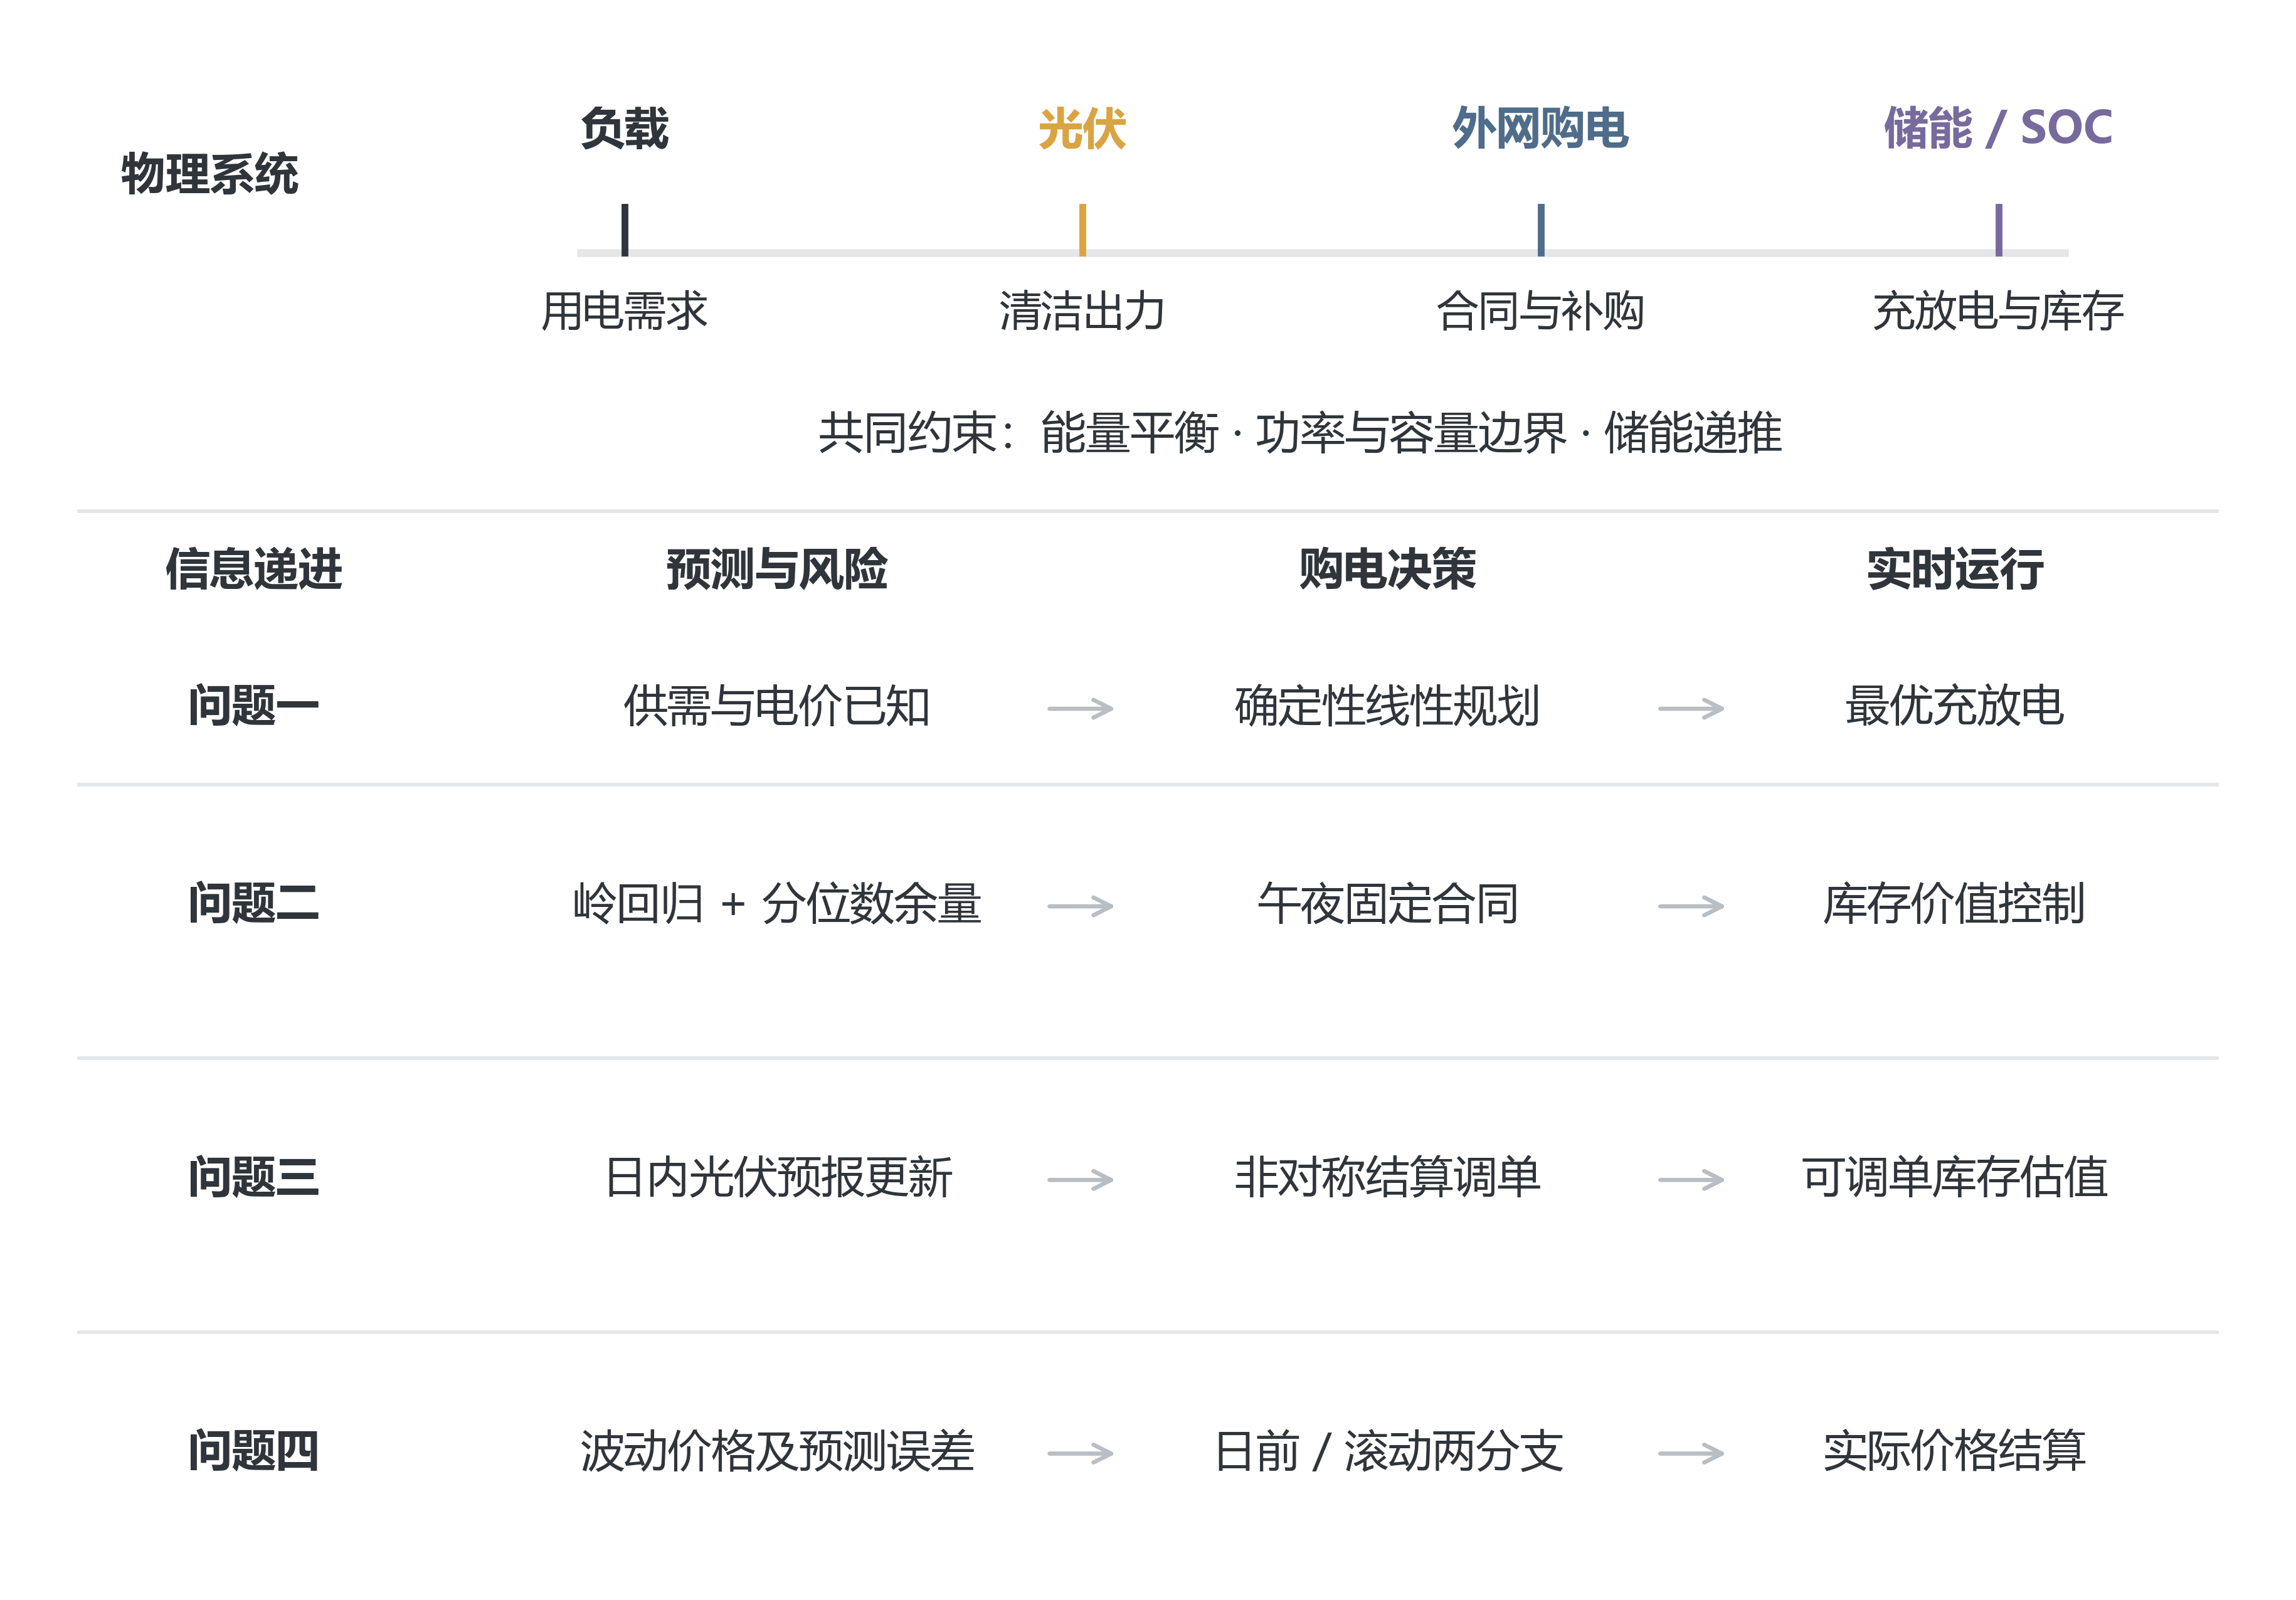 物理系统
负载 光伏 外网购电 储能 / SOC
用电需求 清洁出力 合同与补购 充放电与库存
共同约束：能量平衡 · 功率与容量边界 · 储能递推
信息递进 预测与风险 购电决策 实时运行
问题一 供需与电价已知 → 确定性线性规划 → 最优充放电
问题二 岭回归 + 分位数余量 → 午夜固定合同 → 库存价值控制
问题三 日内光伏预报更新 → 非对称结算调单 → 可调单库存估值
问题四 波动价格及预测误差 → 日前 / 滚动两分支 → 实际价格结算